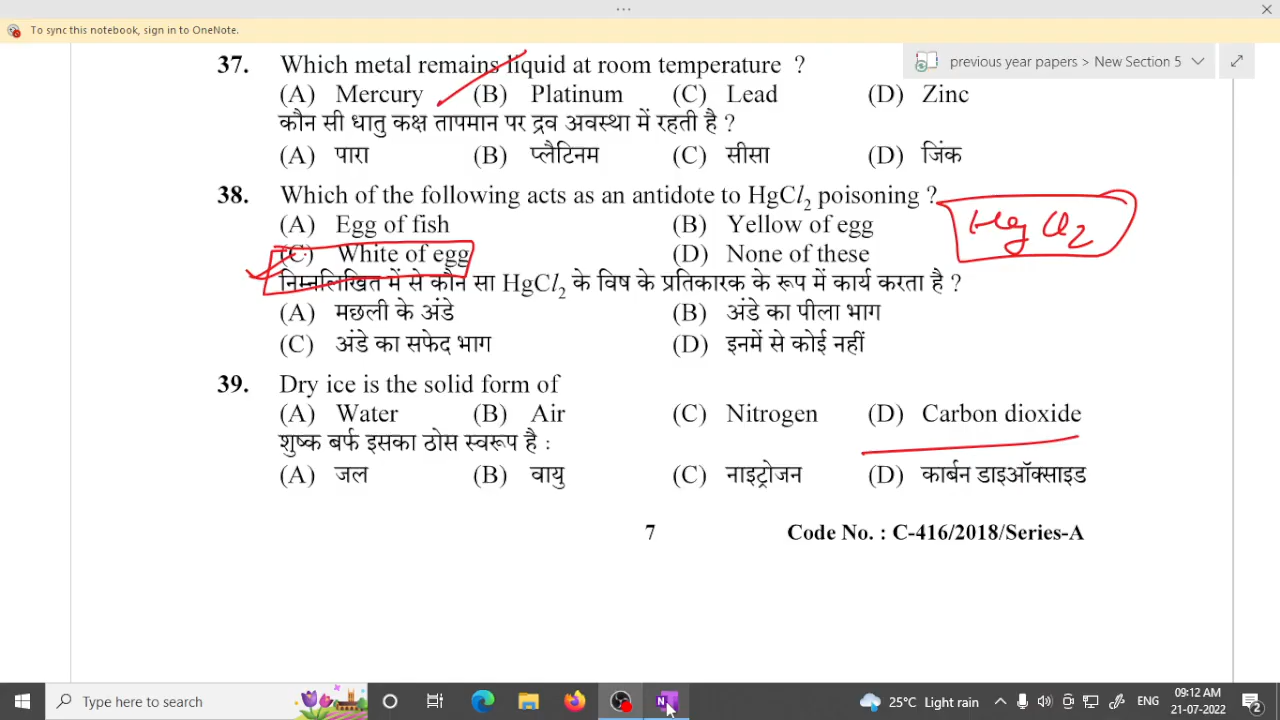 ...
To sync this notebook, sign in to OneNote.
previous year papers > New Section 5
37. Which metal remains liquid at room temperature ?
(A) Mercury (B) Platinum (C) Lead (D) Zinc
कौन सी धातु कक्ष तापमान पर द्रव अवस्था में रहती है ?
(A) पारा (B) प्लैटिनम (C) सीसा (D) जिंक
38. Which of the following acts as an antidote to HgCl₂ poisoning ?
HgCl₂
(A) Egg of fish (B) Yellow of egg
(C) White of egg (D) None of these
निम्नलिखित में से कौन सा HgCl₂ के विष के प्रतिकारक के रूप में कार्य करता है ?
(A) मछली के अंडे (B) अंडे का पीला भाग
(C) अंडे का सफेद भाग (D) इनमें से कोई नहीं
39. Dry ice is the solid form of
(A) Water (B) Air (C) Nitrogen (D) Carbon dioxide
शुष्क बर्फ इसका ठोस स्वरूप है :
(A) जल (B) वायु (C) नाइट्रोजन (D) कार्बन डाइऑक्साइड
7 Code No. : C-416/2018/Series-A
Type here to search
N
25°C Light rain
ENG
09:12 AM
21-07-2022
2